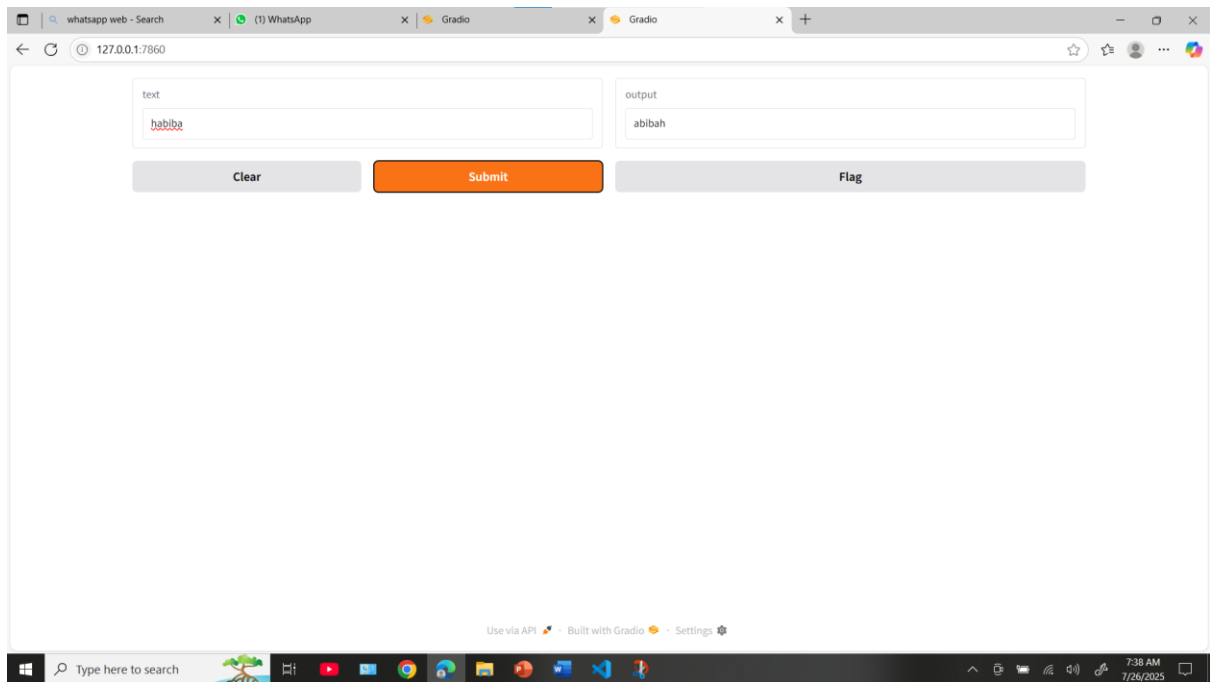 whatsapp web - Search
(1) WhatsApp
Gradio
Gradio
127.0.0.1:7860
text
output
habiba
abibah
Clear
Submit
Flag
Use via API · Built with Gradio · Settings
Type here to search
7:38 AM
7/26/2025